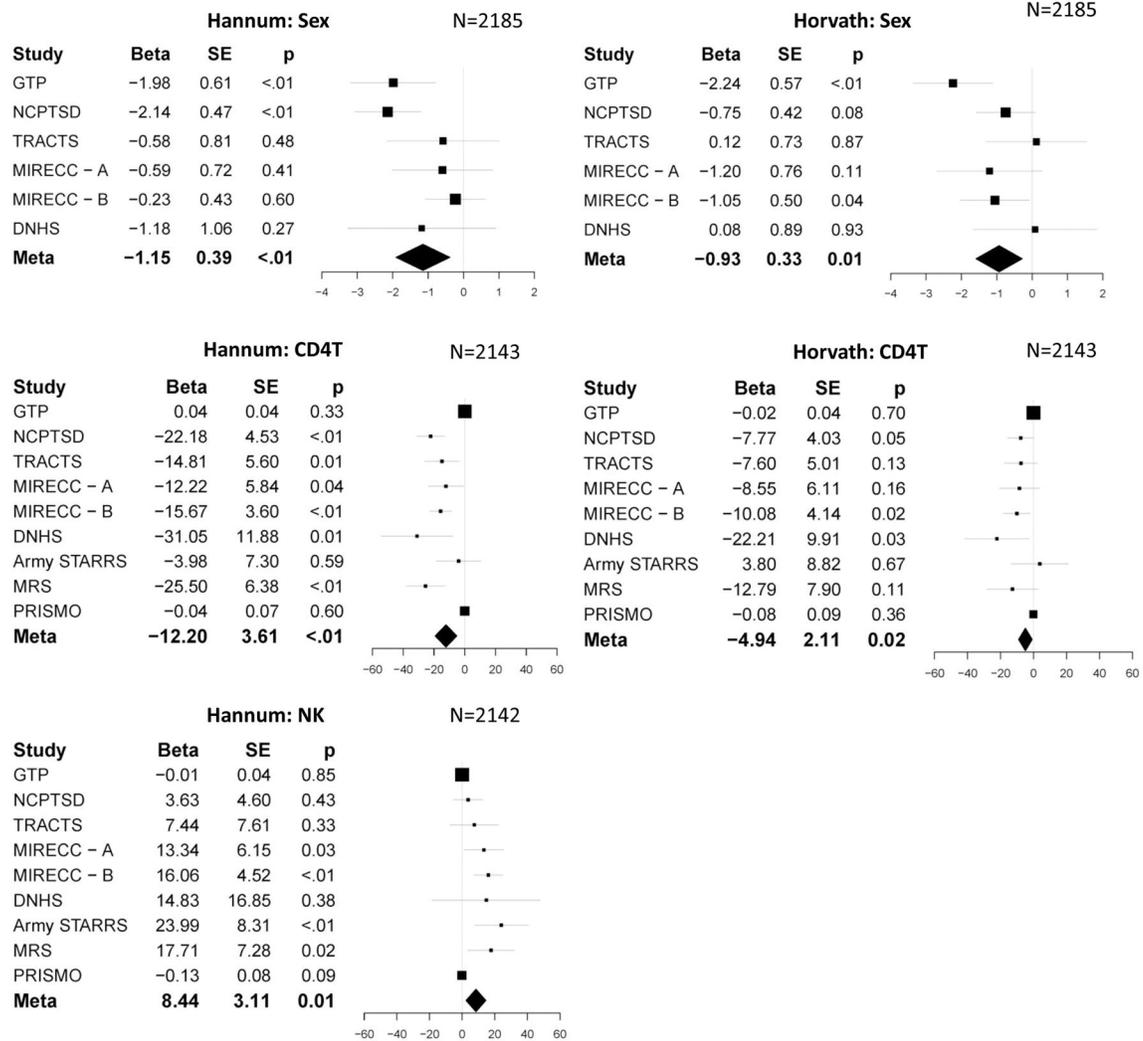 Hannum: Sex N=2185
Study Beta SE p
GTP −1.98 0.61 <.01
NCPTSD −2.14 0.47 <.01
TRACTS −0.58 0.81 0.48
MIRECC − A −0.59 0.72 0.41
MIRECC − B −0.23 0.43 0.60
DNHS −1.18 1.06 0.27
Meta −1.15 0.39 <.01
−4 −3 −2 −1 0 1 2
Horvath: Sex N=2185
Study Beta SE p
GTP −2.24 0.57 <.01
NCPTSD −0.75 0.42 0.08
TRACTS 0.12 0.73 0.87
MIRECC − A −1.20 0.76 0.11
MIRECC − B −1.05 0.50 0.04
DNHS 0.08 0.89 0.93
Meta −0.93 0.33 0.01
−4 −3 −2 −1 0 1 2
Hannum: CD4T N=2143
Study Beta SE p
GTP 0.04 0.04 0.33
NCPTSD −22.18 4.53 <.01
TRACTS −14.81 5.60 0.01
MIRECC − A −12.22 5.84 0.04
MIRECC − B −15.67 3.60 <.01
DNHS −31.05 11.88 0.01
Army STARRS −3.98 7.30 0.59
MRS −25.50 6.38 <.01
PRISMO −0.04 0.07 0.60
Meta −12.20 3.61 <.01
−60 −40 −20 0 20 40 60
Horvath: CD4T N=2143
Study Beta SE p
GTP −0.02 0.04 0.70
NCPTSD −7.77 4.03 0.05
TRACTS −7.60 5.01 0.13
MIRECC − A −8.55 6.11 0.16
MIRECC − B −10.08 4.14 0.02
DNHS −22.21 9.91 0.03
Army STARRS 3.80 8.82 0.67
MRS −12.79 7.90 0.11
PRISMO −0.08 0.09 0.36
Meta −4.94 2.11 0.02
−60 −40 −20 0 20 40 60
Hannum: NK N=2142
Study Beta SE p
GTP −0.01 0.04 0.85
NCPTSD 3.63 4.60 0.43
TRACTS 7.44 7.61 0.33
MIRECC − A 13.34 6.15 0.03
MIRECC − B 16.06 4.52 <.01
DNHS 14.83 16.85 0.38
Army STARRS 23.99 8.31 <.01
MRS 17.71 7.28 0.02
PRISMO −0.13 0.08 0.09
Meta 8.44 3.11 0.01
−60 −40 −20 0 20 40 60